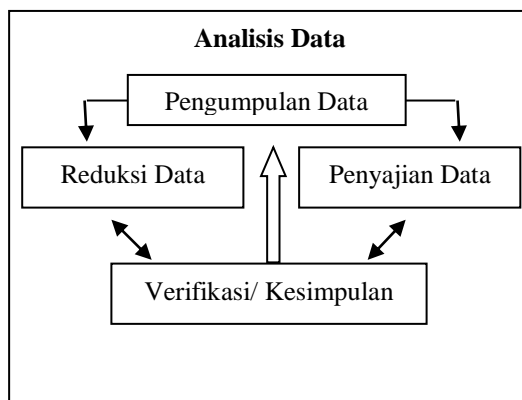 Analisis Data
Pengumpulan Data
Reduksi Data
Penyajian Data
Verifikasi/ Kesimpulan